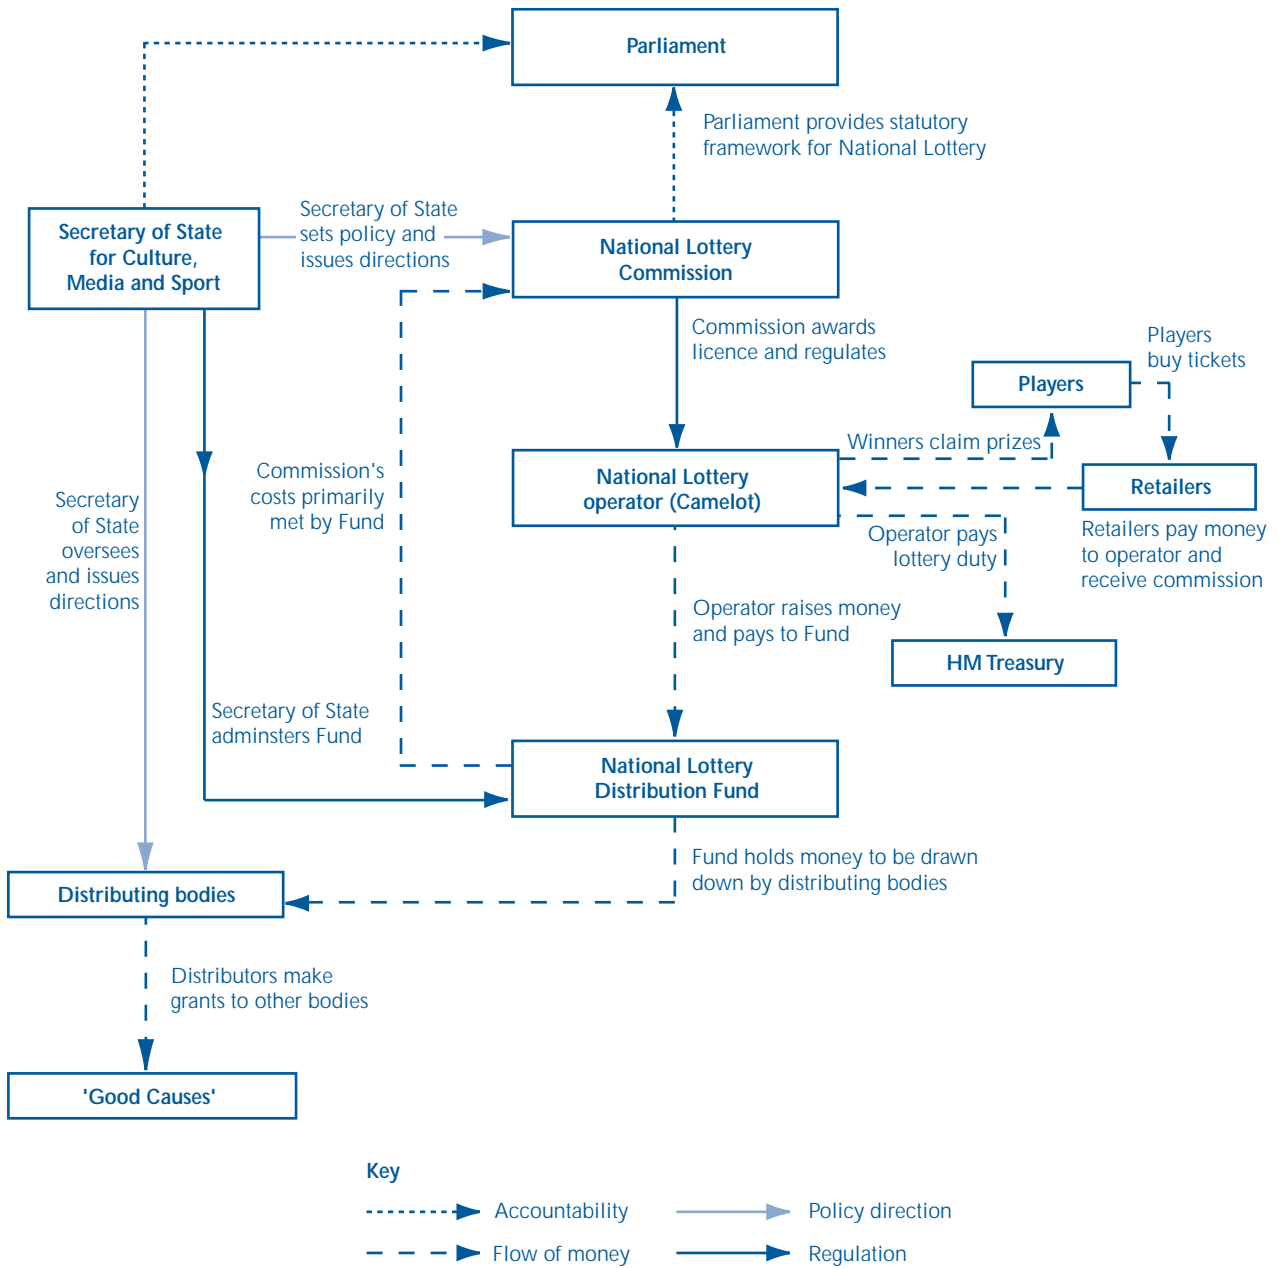 Parliament
Parliament provides statutory
framework for National Lottery
Secretary of State
for Culture,
Media and Sport
Secretary of State
sets policy and
issues directions
National Lottery
Commission
Commission awards
licence and regulates
Players
buy tickets
Players
Winners claim prizes
Commission's
costs primarily
met by Fund
National Lottery
operator (Camelot)
Retailers
Retailers pay money
to operator and
receive commission
Secretary
of State
oversees
and issues
directions
Operator pays
lottery duty
Operator raises money
and pays to Fund
HM Treasury
Secretary of State
adminsters Fund
National Lottery
Distribution Fund
Fund holds money to be drawn
down by distributing bodies
Distributing bodies
Distributors make
grants to other bodies
'Good Causes'
Key
Accountability
Policy direction
Flow of money
Regulation